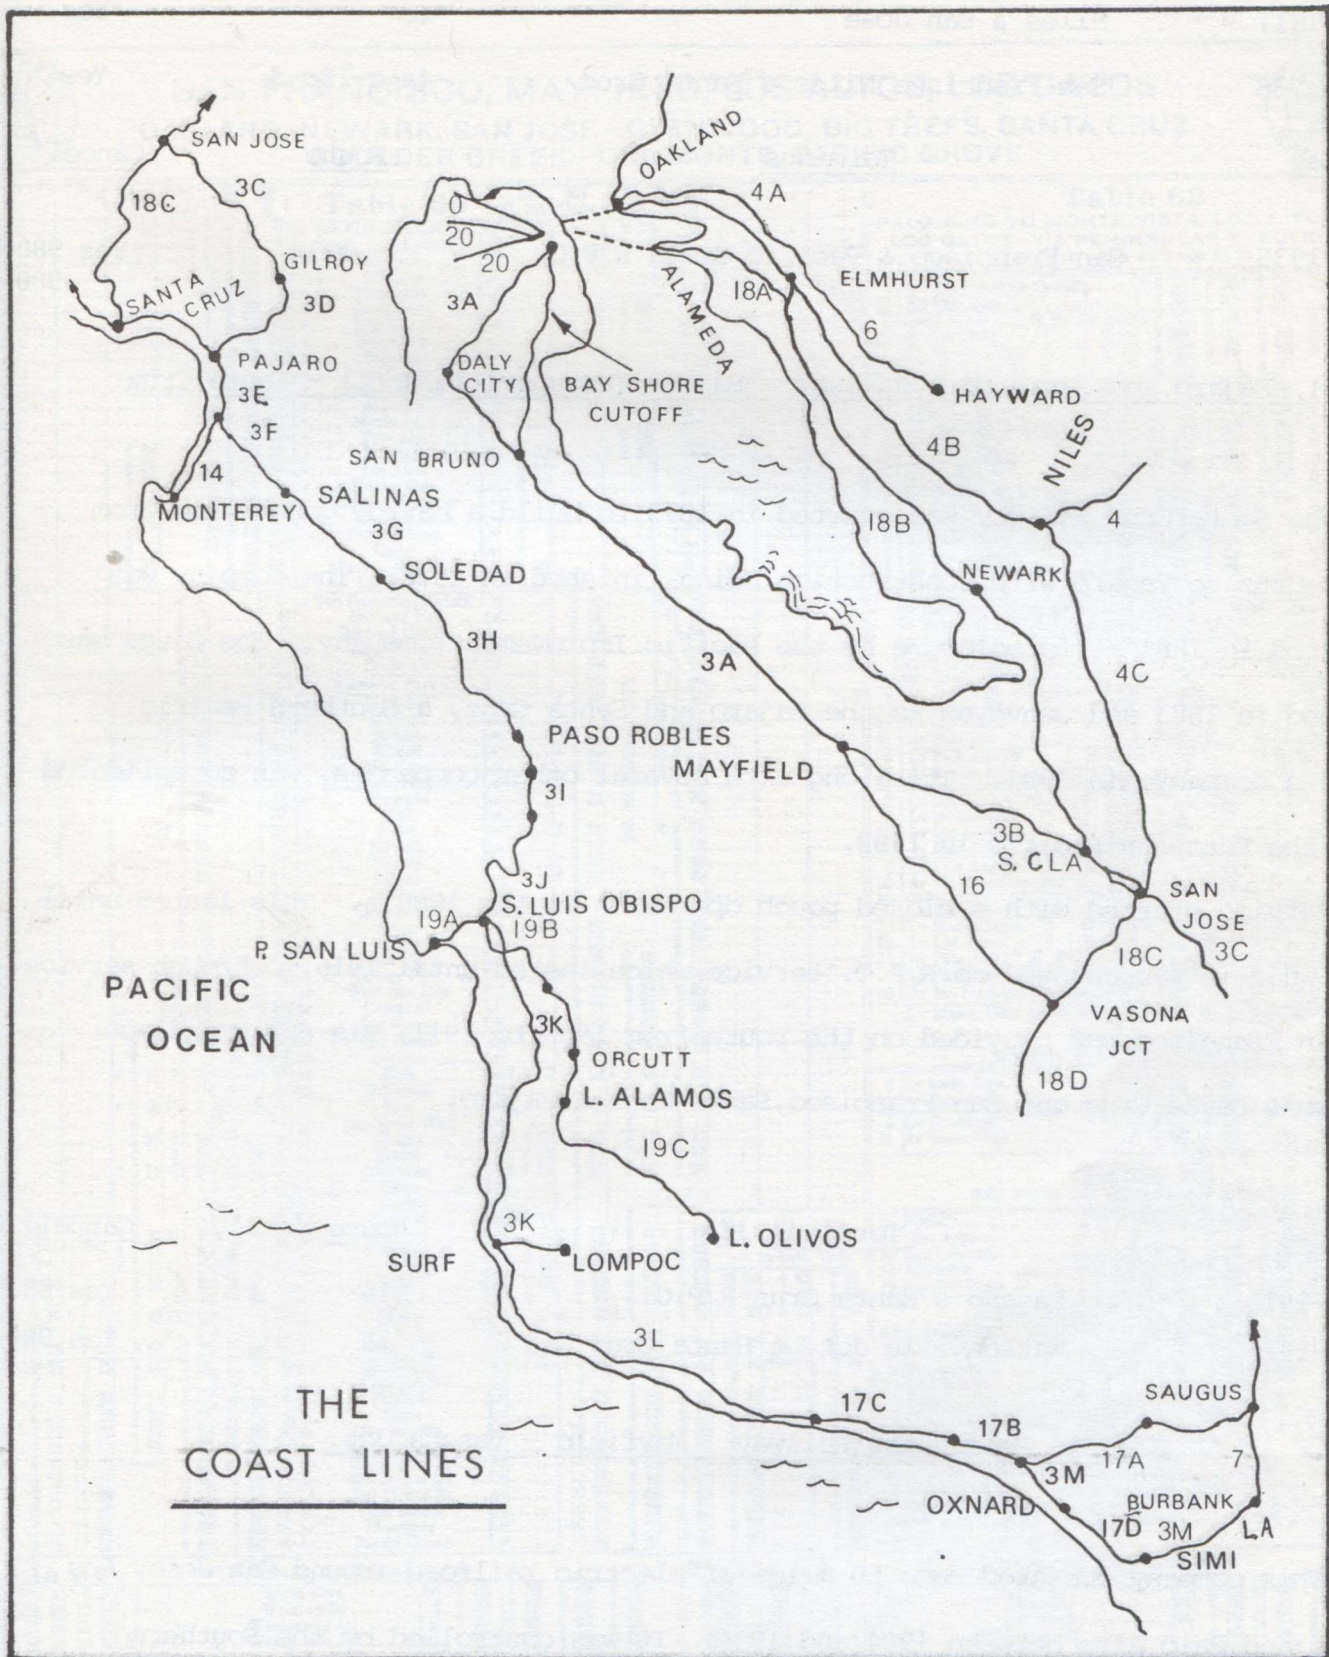 SAN JOSE
OAKLAND
3C
18C
4A
0
20
20
GILROY
SANTA
CRUZ
3D
3A
18A
ELMHURST
ALAMEDA
6
PAJARO
DALY
CITY
BAY SHORE
CUTOFF
HAYWARD
3E
3F
4B
NILES
SAN BRUNO
14
SALINAS
MONTEREY
3G
4
18B
SOLEDAD
NEWARK
3H
3A
4C
PASO ROBLES
MAYFIELD
3I
3B
S. CLA
3J
16
SAN
JOSE
S. LUIS OBISPO
19A
19B
P. SAN LUIS
18C
3C
PACIFIC
OCEAN
3K
VASONA
JCT
ORCUTT
18D
L. ALAMOS
19C
3K
L. OLIVOS
SURF
LOMPOC
3L
THE
COAST LINES
17C
17B
SAUGUS
17A
7
3M
OXNARD
BURBANK
17D
3M
LA
SIMI